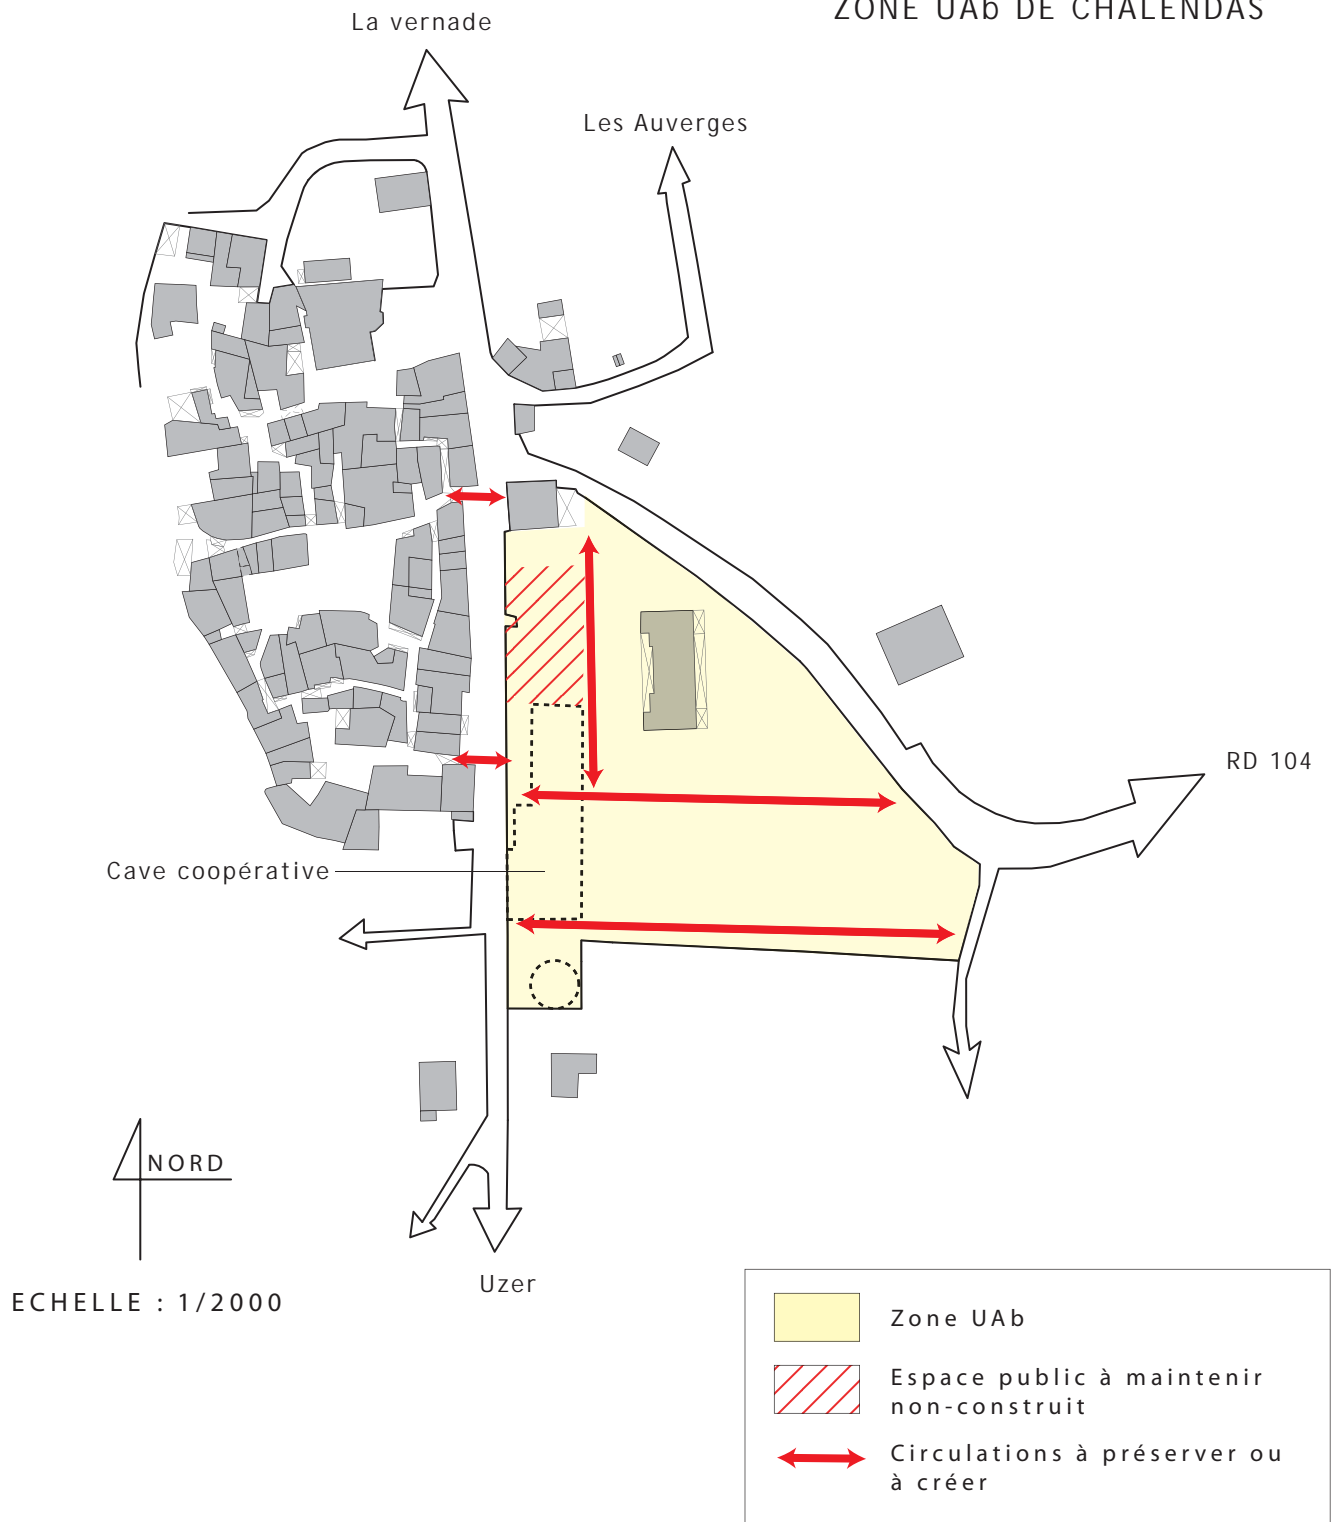 ZONE UAb DE CHALENDAS
La vernade
Les Auverges
RD 104
Cave coopérative
NORD
Uzer
ECHELLE : 1/2000
Zone UAb
Espace public à maintenir
non-construit
Circulations à préserver ou
à créer